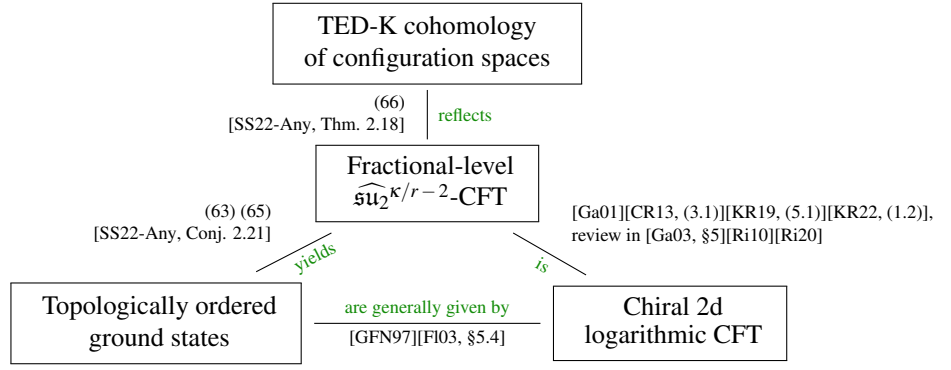 TED-K cohomology
of configuration spaces
(66)
[SS22-Any, Thm. 2.18]
reflects
Fractional-level
$\widehat{\mathfrak{su}_2}^{\kappa/r-2}$-CFT
(63) (65)
[SS22-Any, Conj. 2.21]
yields
[Ga01][CR13, (3.1)][KR19, (5.1)][KR22, (1.2)],
review in [Ga03, §5][Ri10][Ri20]
is
Topologically ordered
ground states
are generally given by
[GFN97][Fl03, §5.4]
Chiral 2d
logarithmic CFT